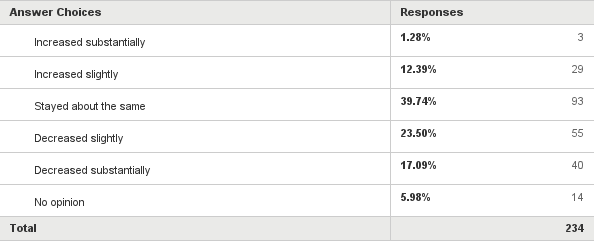 Answer Choices Responses
Increased substantially 1.28% 3
Increased slightly 12.39% 29
Stayed about the same 39.74% 93
Decreased slightly 23.50% 55
Decreased substantially 17.09% 40
No opinion 5.98% 14
Total 234